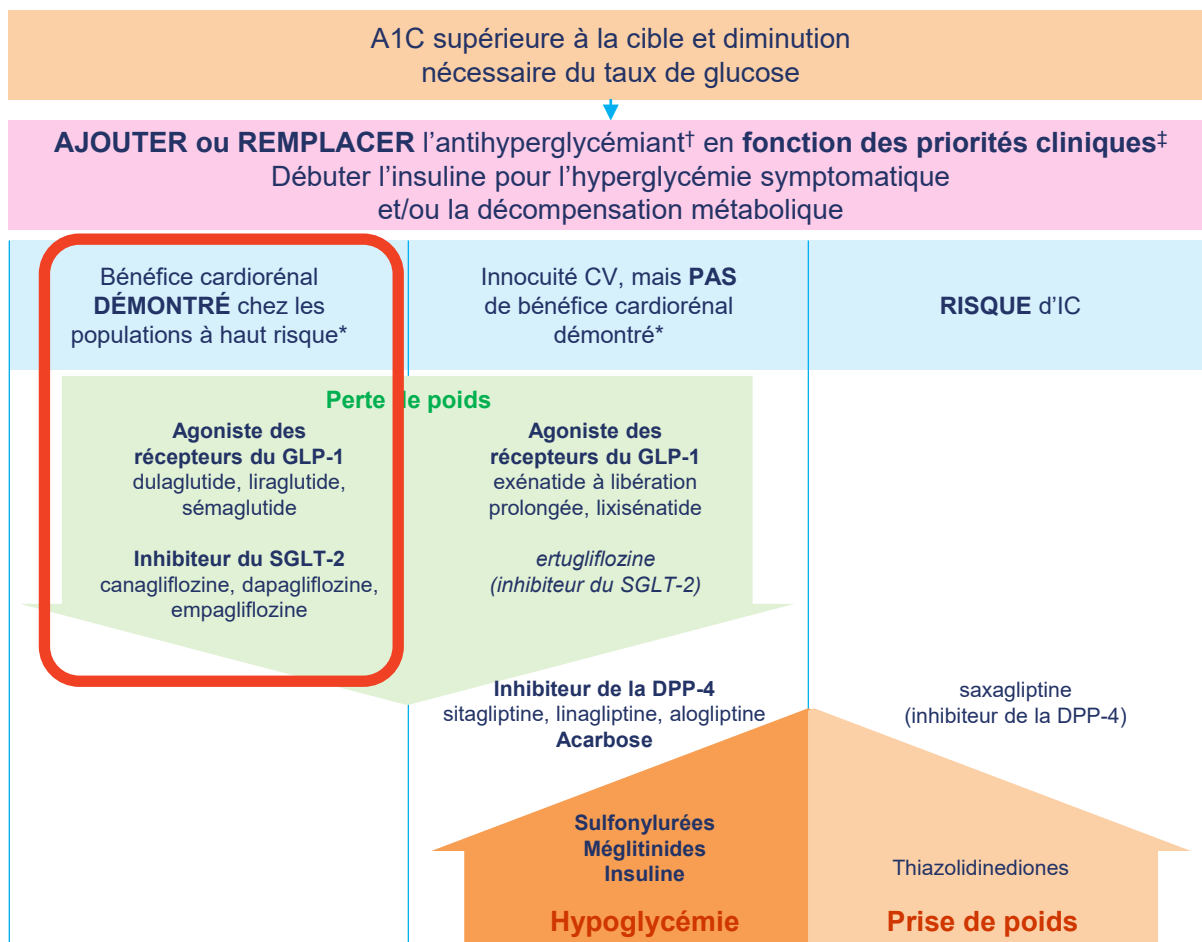 A1C supérieure à la cible et diminution
nécessaire du taux de glucose
AJOUTER ou REMPLACER l’antihyperglycémiant† en fonction des priorités cliniques‡
Débuter l’insuline pour l’hyperglycémie symptomatique
et/ou la décompensation métabolique
Bénéfice cardiorénal
DÉMONTRÉ chez les
populations à haut risque*
Innocuité CV, mais PAS
de bénéfice cardiorénal
démontré*
RISQUE d’IC
Perte de poids
Agoniste des
récepteurs du GLP-1
dulaglutide, liraglutide,
sémaglutide
Inhibiteur du SGLT-2
canagliflozine, dapagliflozine,
empagliflozine
Agoniste des
récepteurs du GLP-1
exénatide à libération
prolongée, lixisénatide
ertugliflozine
(inhibiteur du SGLT-2)
Inhibiteur de la DPP-4
sitagliptine, linagliptine, alogliptine
Acarbose
saxagliptine
(inhibiteur de la DPP-4)
Sulfonylurées
Méglitinides
Insuline
Hypoglycémie
Thiazolidinediones
Prise de poids